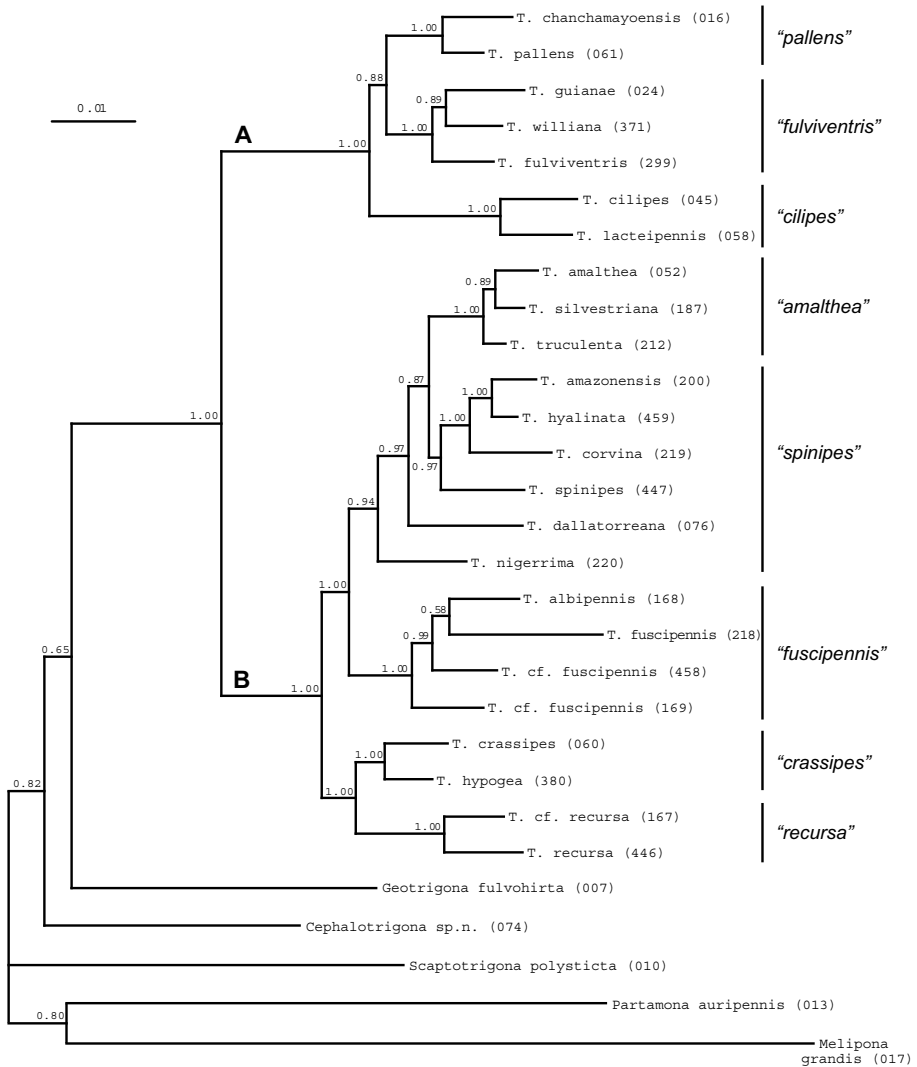 1.00
T. chanchamayoensis (016)
T. pallens (061)
“pallens”
0.88
0.01
0.89
T. guianae (024)
T. williana (371)
“fulviventris”
1.00
T. fulviventris (299)
A
1.00
T. cilipes (045)
“cilipes”
1.00
T. lacteipennis (058)
T. amalthea (052)
0.89
T. silvestriana (187)
“amalthea”
1.00
T. truculenta (212)
0.87
T. amazonensis (200)
1.00
T. hyalinata (459)
1.00
T. corvina (219)
“spinipes”
0.97
0.97
T. spinipes (447)
0.94
T. dallatorreana (076)
T. nigerrima (220)
1.00
1.00
T. albipennis (168)
0.58
T. fuscipennis (218)
“fuscipennis”
0.99
T. cf. fuscipennis (458)
1.00
T. cf. fuscipennis (169)
0.65
B
1.00
T. crassipes (060)
1.00
“crassipes”
T. hypogea (380)
0.82
1.00
T. cf. recursa (167)
1.00
“recursa”
T. recursa (446)
Geotrigona fulvohirta (007)
Cephalotrigona sp.n. (074)
Scaptotrigona polysticta (010)
0.80
Partamona auripennis (013)
Melipona
grandis (017)